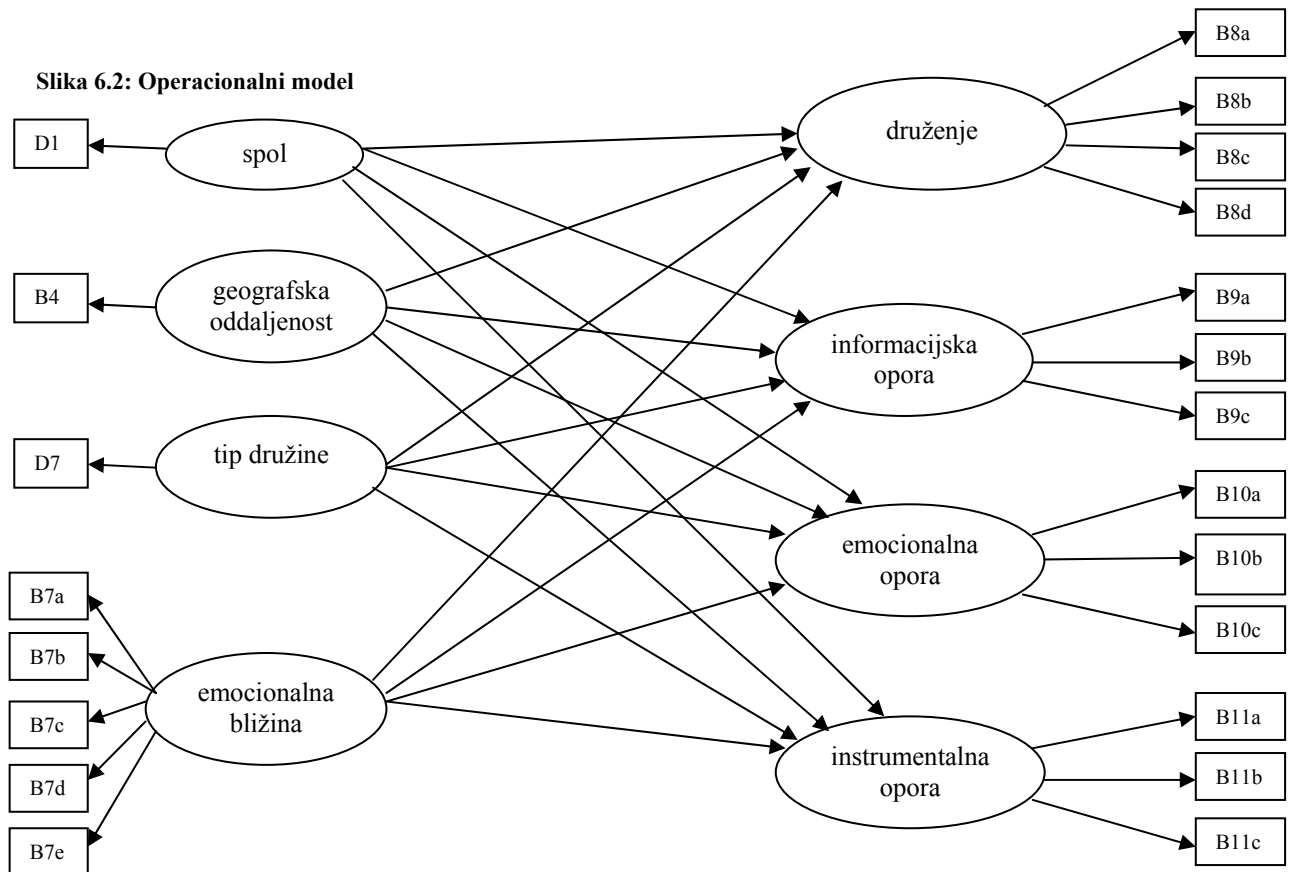 Slika 6.2: Operacionalni model
D1
B4
D7
B7a
B7b
B7c
B7d
B7e
spol
geografska
oddaljenost
tip družine
emocionalna
bližina
druženje
informacijska
opora
emocionalna
opora
instrumentalna
opora
B8a
B8b
B8c
B8d
B9a
B9b
B9c
B10a
B10b
B10c
B11a
B11b
B11c